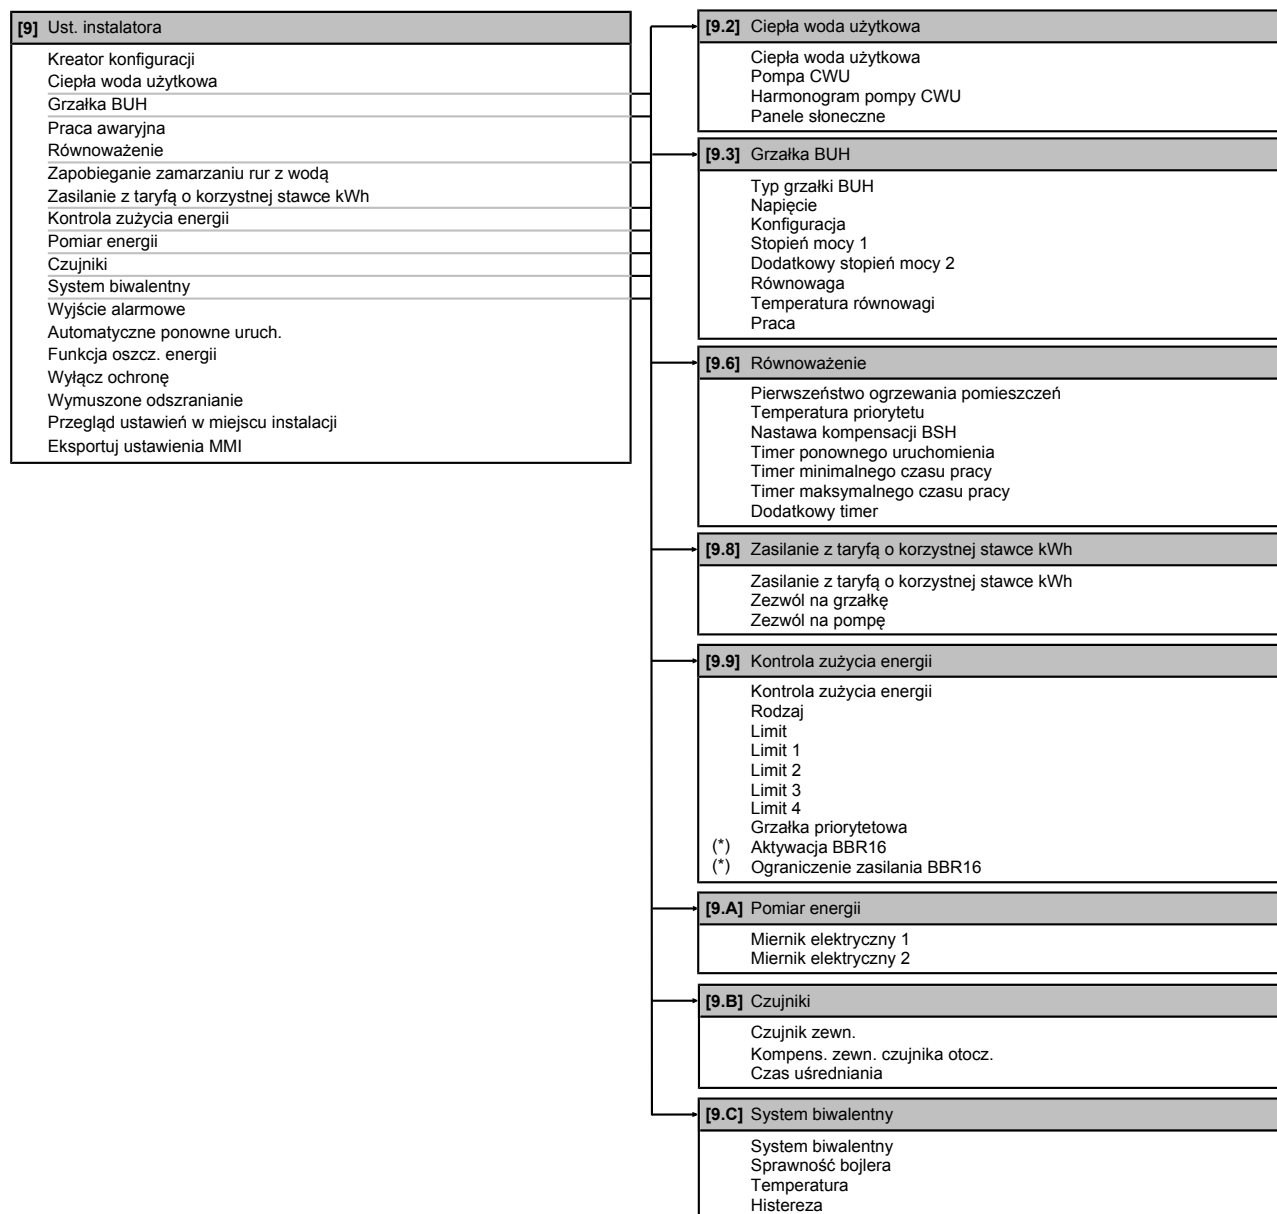 [9] Ust. instalatora
Kreator konfiguracji
Ciepła woda użytkowa
Grzałka BUH
Praca awaryjna
Równoważenie
Zapobieganie zamarzaniu rur z wodą
Zasilanie z taryfą o korzystnej stawce kWh
Kontrola zużycia energii
Pomiar energii
Czujniki
System biwalentny
Wyjście alarmowe
Automatyczne ponowne uruch.
Funkcja oszcz. energii
Wyłącz ochronę
Wymuszone odszranianie
Przegląd ustawień w miejscu instalacji
Eksportuj ustawienia MMI
[9.2] Ciepła woda użytkowa
Ciepła woda użytkowa
Pompa CWU
Harmonogram pompy CWU
Panele słoneczne
[9.3] Grzałka BUH
Typ grzałki BUH
Napięcie
Konfiguracja
Stopień mocy 1
Dodatkowy stopień mocy 2
Równowaga
Temperatura równowagi
Praca
[9.6] Równoważenie
Pierwszeństwo ogrzewania pomieszczeń
Temperatura priorytetu
Nastawa kompensacji BSH
Timer ponownego uruchomienia
Timer minimalnego czasu pracy
Timer maksymalnego czasu pracy
Dodatkowy timer
[9.8] Zasilanie z taryfą o korzystnej stawce kWh
Zasilanie z taryfą o korzystnej stawce kWh
Zezwól na grzałkę
Zezwól na pompę
[9.9] Kontrola zużycia energii
Kontrola zużycia energii
Rodzaj
Limit
Limit 1
Limit 2
Limit 3
Limit 4
Grzałka priorytetowa
(*) Aktywacja BBR16
(*) Ograniczenie zasilania BBR16
[9.A] Pomiar energii
Miernik elektryczny 1
Miernik elektryczny 2
[9.B] Czujniki
Czujnik zewn.
Kompens. zewn. czujnika otocz.
Czas uśredniania
[9.C] System biwalentny
System biwalentny
Sprawność bojlera
Temperatura
Histereza